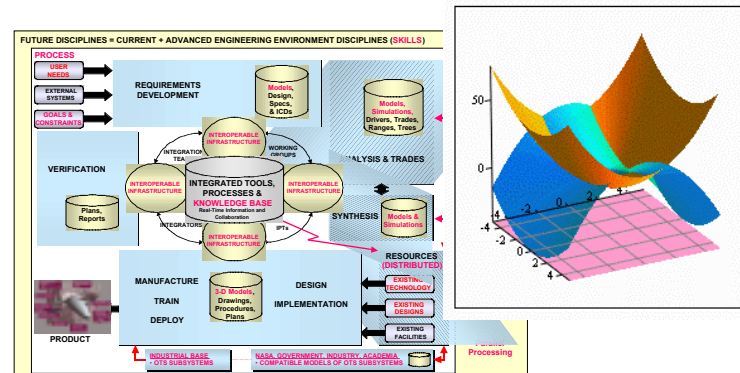 FUTURE DISCIPLINES = CURRENT + ADVANCED ENGINEERING ENVIRONMENT DISCIPLINES (SKILLS)
PROCESS
USER
NEEDS
EXTERNAL
SYSTEMS
GOALS &
CONSTRAINTS
REQUIREMENTS
DEVELOPMENT
Models,
Design,
Specs,
& ICDs
Models,
Simulations,
Drivers, Trades,
Ranges, Trees
ANALYSIS & TRADES
INTEROPERABLE
INFRASTRUCTURE
INTEGRATION
WORKING
GROUPS
VERIFICATION
INTEROPERABLE
INFRASTRUCTURE
INTEGRATED TOOLS,
PROCESSES &
KNOWLEDGE BASE
Real-Time Information and
Collaboration
INTEROPERABLE
INFRASTRUCTURE
Plans,
Reports
SYNTHESIS
Models &
Simulations
INTEGRATORS
INTEROPERABLE
INFRASTRUCTURE
IPTs
RESOURCES
(DISTRIBUTED)
MANUFACTURE
TRAIN
DEPLOY
3-D Models,
Drawings,
Procedures,
Plans
DESIGN
IMPLEMENTATION
EXISTING
TECHNOLOGY
EXISTING
DESIGNS
EXISTING
FACILITIES
PRODUCT
INDUSTRIAL BASE
• OTS SUBSYSTEMS
NASA, GOVERNMENT, INDUSTRY, ACADEMIA
• COMPATIBLE MODELS OF OTS SUBSYSTEMS
Processing
50
0
-4
-2
0
2
4
-4
-2
0
2
4